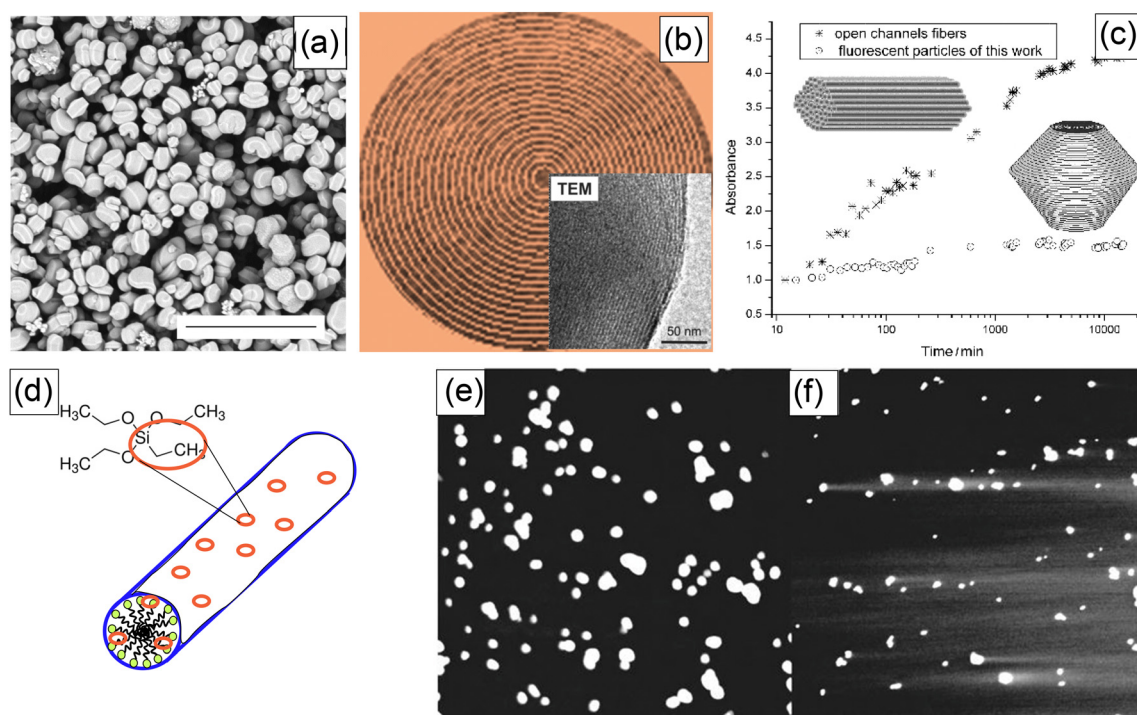 (a)
(b)
TEM
50 nm
(c)
open channels fibers
fluorescent particles of this work
Absorbance
4.5
4.0
3.5
3.0
2.5
2.0
1.5
1.0
0.5
10
100
1000
10000
Time/min
(d)
H₃C
O
O
CH₃
Si
H₃C
O
CH₃
(e)
(f)